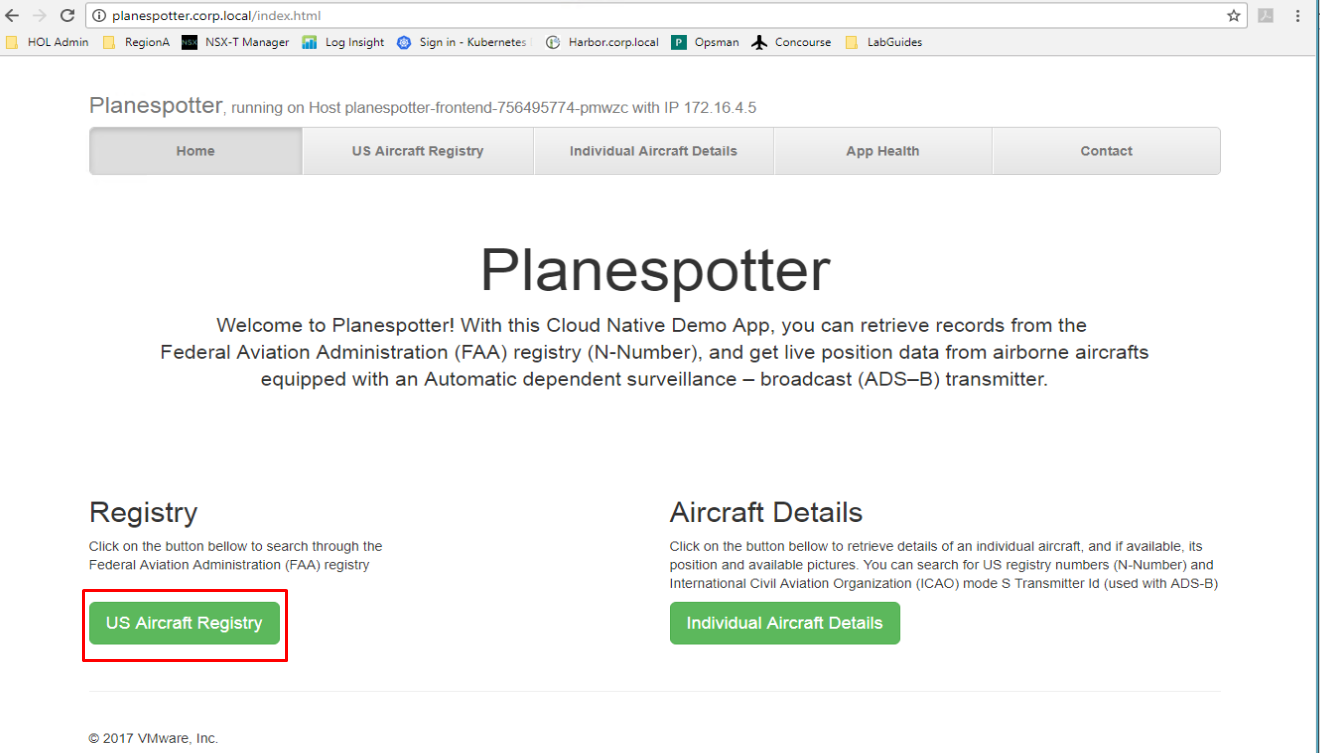 planespotter.corp.local/index.html
HOL Admin RegionA NSX NSX-T Manager Log Insight Sign in - Kubernetes Harbor.corp.local P Opsman Concourse LabGuides
Planespotter, running on Host planespotter-frontend-756495774-pmwzc with IP 172.16.4.5
Home US Aircraft Registry Individual Aircraft Details App Health Contact
Planespotter
Welcome to Planespotter! With this Cloud Native Demo App, you can retrieve records from the
Federal Aviation Administration (FAA) registry (N-Number), and get live position data from airborne aircrafts
equipped with an Automatic dependent surveillance – broadcast (ADS–B) transmitter.
Registry
Click on the button bellow to search through the
Federal Aviation Administration (FAA) registry
US Aircraft Registry
Aircraft Details
Click on the button bellow to retrieve details of an individual aircraft, and if available, its
position and available pictures. You can search for US registry numbers (N-Number) and
International Civil Aviation Organization (ICAO) mode S Transmitter Id (used with ADS-B)
Individual Aircraft Details
© 2017 VMware, Inc.